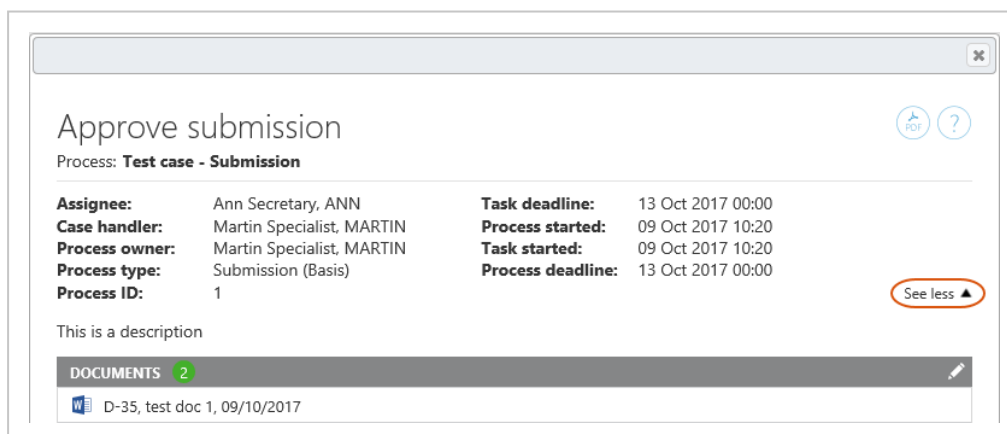 Approve submission
PDF ?
Process: Test case - Submission
Assignee: Ann Secretary, ANN Task deadline: 13 Oct 2017 00:00
Case handler: Martin Specialist, MARTIN Process started: 09 Oct 2017 10:20
Process owner: Martin Specialist, MARTIN Task started: 09 Oct 2017 10:20
Process type: Submission (Basis) Process deadline: 13 Oct 2017 00:00
Process ID: 1
See less ▲
This is a description
DOCUMENTS 2
D-35, test doc 1, 09/10/2017